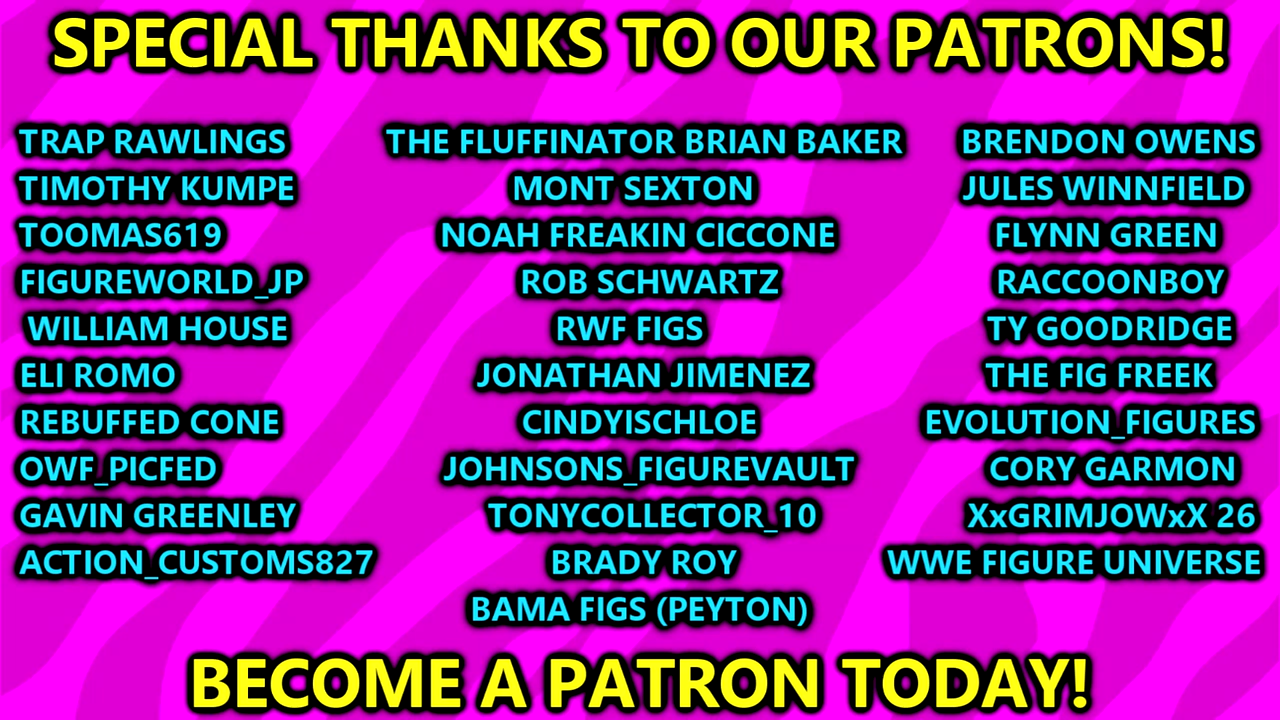 SPECIAL THANKS TO OUR PATRONS!
TRAP RAWLINGS
TIMOTHY KUMPE
TOOMAS619
FIGUREWORLD_JP
WILLIAM HOUSE
ELI ROMO
REBUFFED CONE
OWF_PICFED
GAVIN GREENLEY
ACTION_CUSTOMS827
THE FLUFFINATOR BRIAN BAKER
MONT SEXTON
NOAH FREAKIN CICCONE
ROB SCHWARTZ
RWF FIGS
JONATHAN JIMENEZ
CINDYISCHLOE
JOHNSONS_FIGUREVAULT
TONYCOLLECTOR_10
BRADY ROY
BAMA FIGS (PEYTON)
BRENDON OWENS
JULES WINNFIELD
FLYNN GREEN
RACCOONBOY
TY GOODRIDGE
THE FIG FREEK
EVOLUTION_FIGURES
CORY GARMON
XxGRIMJOWxX 26
WWE FIGURE UNIVERSE
BECOME A PATRON TODAY!